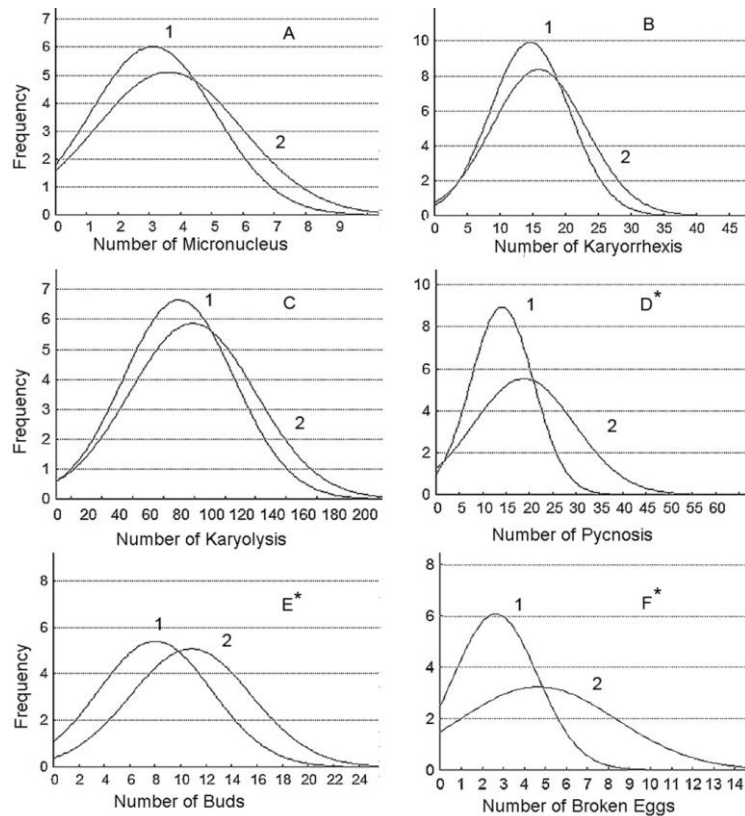 7
6
5
4
3
2
1
0
Frequency
1
A
2
0 1 2 3 4 5 6 7 8 9
Number of Micronucleus
10
8
6
4
2
0
1
B
2
0 5 10 15 20 25 30 35 40 45
Number of Karyorrhexis
7
6
5
4
3
2
1
0
Frequency
1
C
2
0 20 40 60 80 100 120 140 160 180 200
Number of Karyolysis
10
8
6
4
2
0
1
D*
2
0 5 10 15 20 25 30 35 40 45 50 55 60
Number of Pycnosis
8
6
4
2
0
Frequency
1
E*
2
0 2 4 6 8 10 12 14 16 18 20 22 24
Number of Buds
8
6
4
2
0
1
F*
2
0 1 2 3 4 5 6 7 8 9 10 11 12 13 14
Number of Broken Eggs